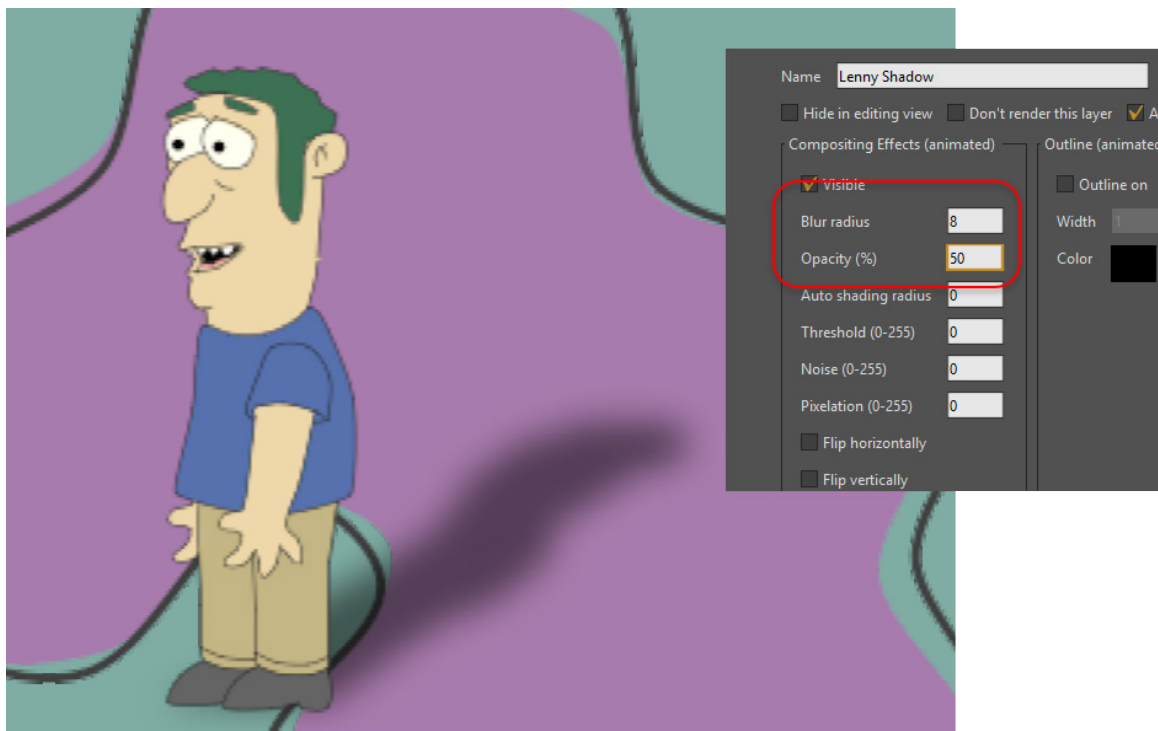 Name Lenny Shadow
Hide in editing view Don't render this layer
Compositing Effects (animated) Outline (animated
Visible Outline on
Blur radius 8 Width 1
Opacity (%) 50 Color
Auto shading radius 0
Threshold (0-255) 0
Noise (0-255) 0
Pixelation (0-255) 0
Flip horizontally
Flip vertically